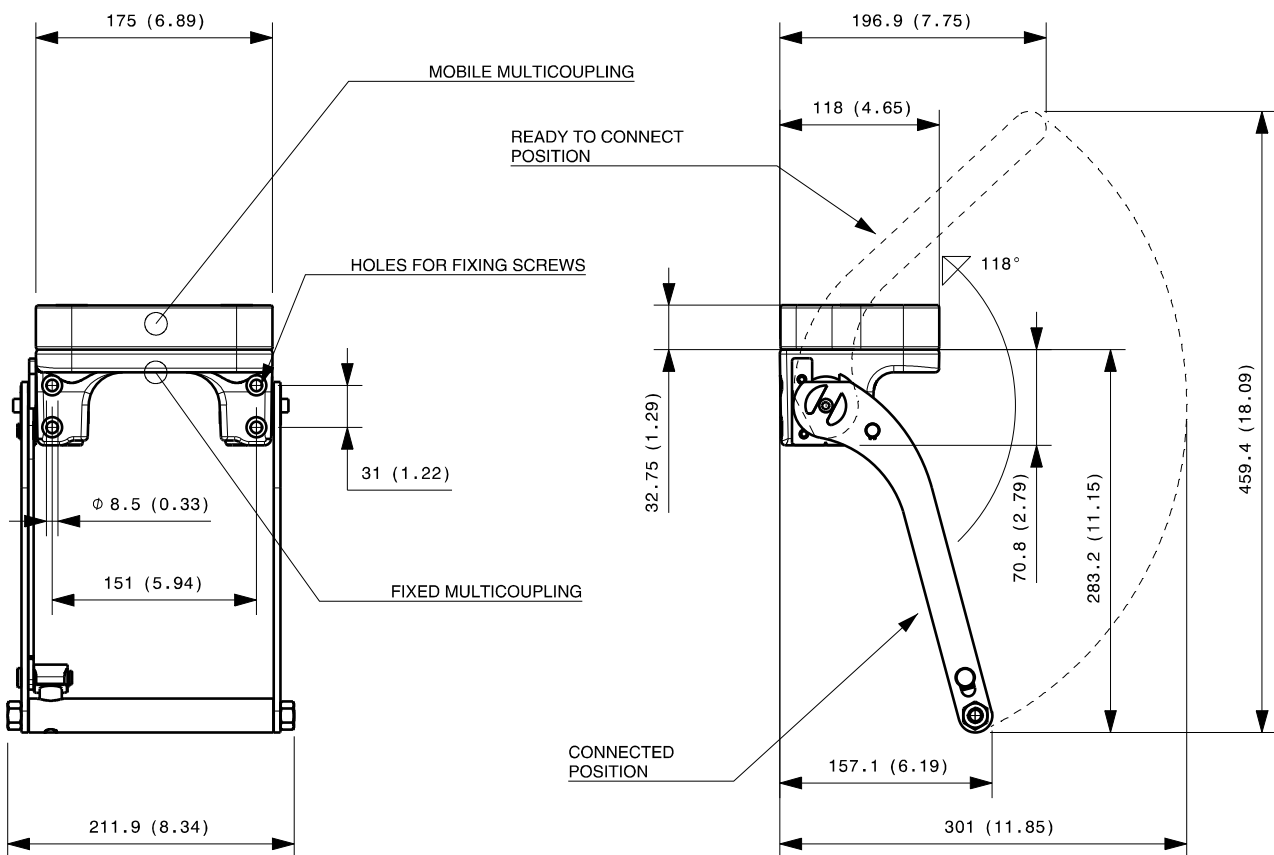 175 (6.89)
196.9 (7.75)
MOBILE MULTICOUPLING
118 (4.65)
READY TO CONNECT
POSITION
HOLES FOR FIXING SCREWS
118°
32.75 (1.29)
31 (1.22)
459.4 (18.09)
ϕ 8.5 (0.33)
70.8 (2.79)
283.2 (11.15)
151 (5.94)
FIXED MULTICOUPLING
CONNECTED
POSITION
157.1 (6.19)
211.9 (8.34)
301 (11.85)